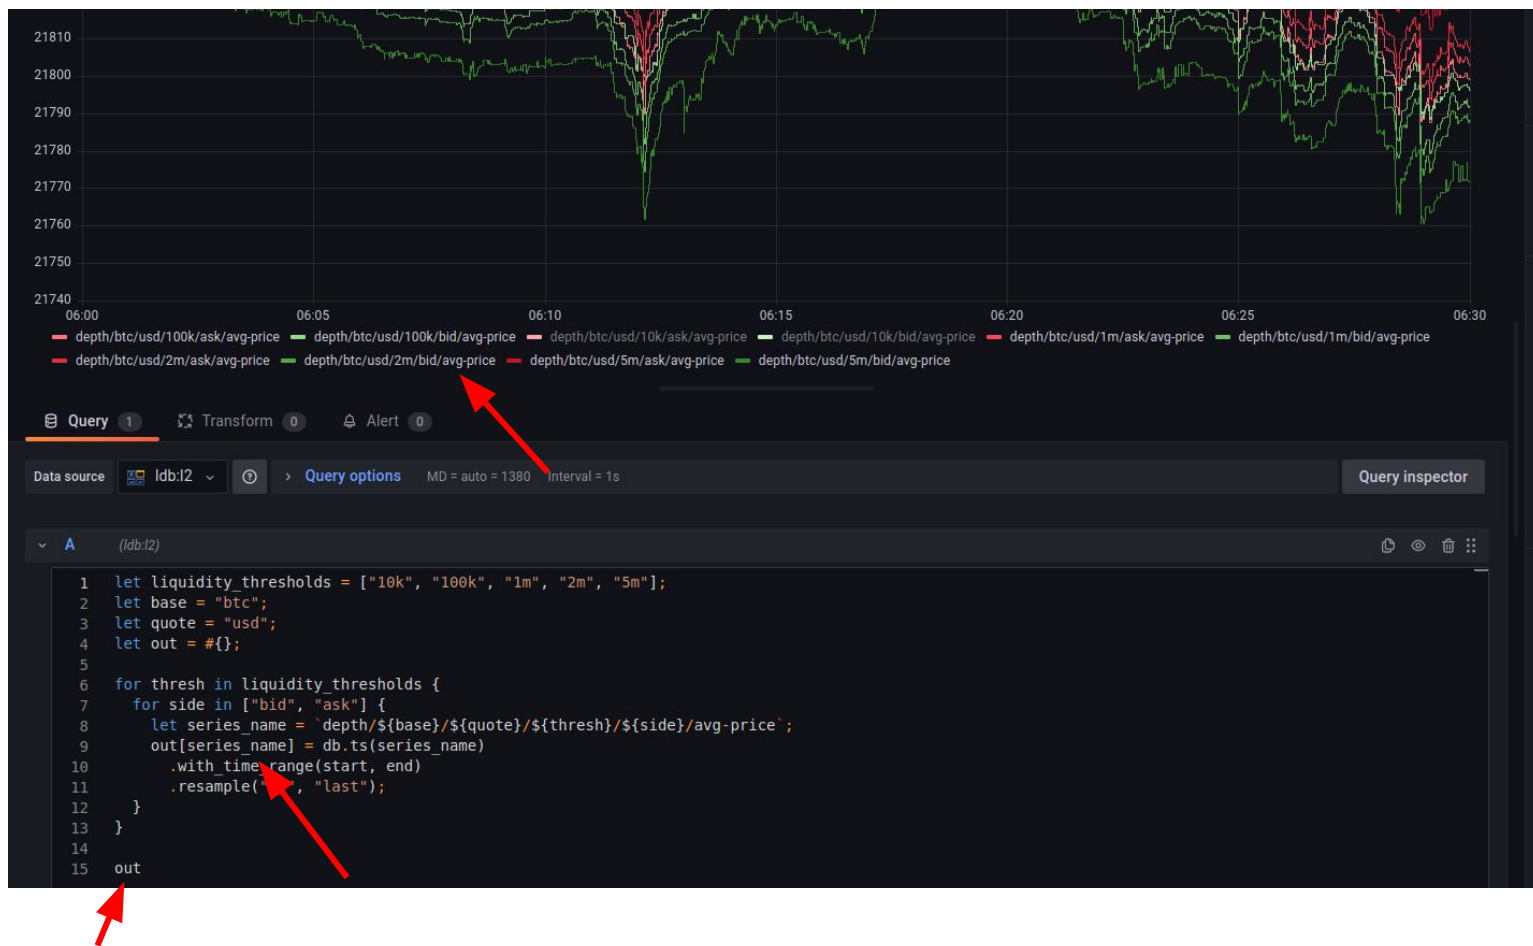 21810
21800
21790
21780
21770
21760
21750
21740
06:00 06:05 06:10 06:15 06:20 06:25 06:30
depth/btc/usd/100k/ask/avg-price depth/btc/usd/100k/bid/avg-price depth/btc/usd/10k/ask/avg-price depth/btc/usd/10k/bid/avg-price depth/btc/usd/1m/ask/avg-price depth/btc/usd/1m/bid/avg-price
depth/btc/usd/2m/ask/avg-price depth/btc/usd/2m/bid/avg-price depth/btc/usd/5m/ask/avg-price depth/btc/usd/5m/bid/avg-price
Query 1 Transform 0 Alert 0
Data source ldb:l2 Query options MD = auto = 1380 Interval = 1s Query inspector
A (ldb:l2)
1 let liquidity_thresholds = ["10k", "100k", "1m", "2m", "5m"];
2 let base = "btc";
3 let quote = "usd";
4 let out = #{};
5
6 for thresh in liquidity_thresholds {
7 for side in ["bid", "ask"] {
8 let series_name = `depth/${base}/${quote}/${thresh}/${side}/avg-price`;
9 out[series_name] = db.ts(series_name)
10 .with_time_range(start, end)
11 .resample(" ", "last");
12 }
13 }
14
15 out